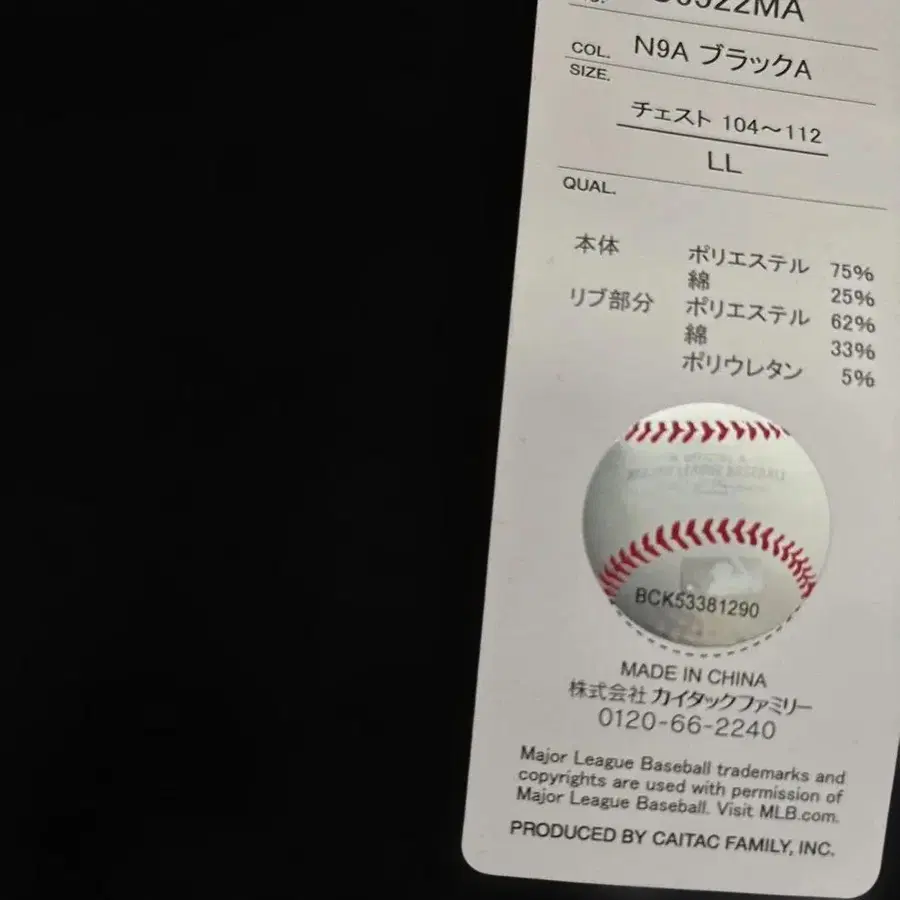 COL. N9A ブラックA
SIZE.
チェスト 104〜112
LL
QUAL.
本体 ポリエステル 75%
綿 25%
リブ部分 ポリエステル 62%
綿 33%
ポリウレタン 5%
BCK53381290
MADE IN CHINA
株式会社 カイタックファミリー
0120-66-2240
Major League Baseball trademarks and
copyrights are used with permission of
Major League Baseball. Visit MLB.com.
PRODUCED BY CAITAC FAMILY, INC.